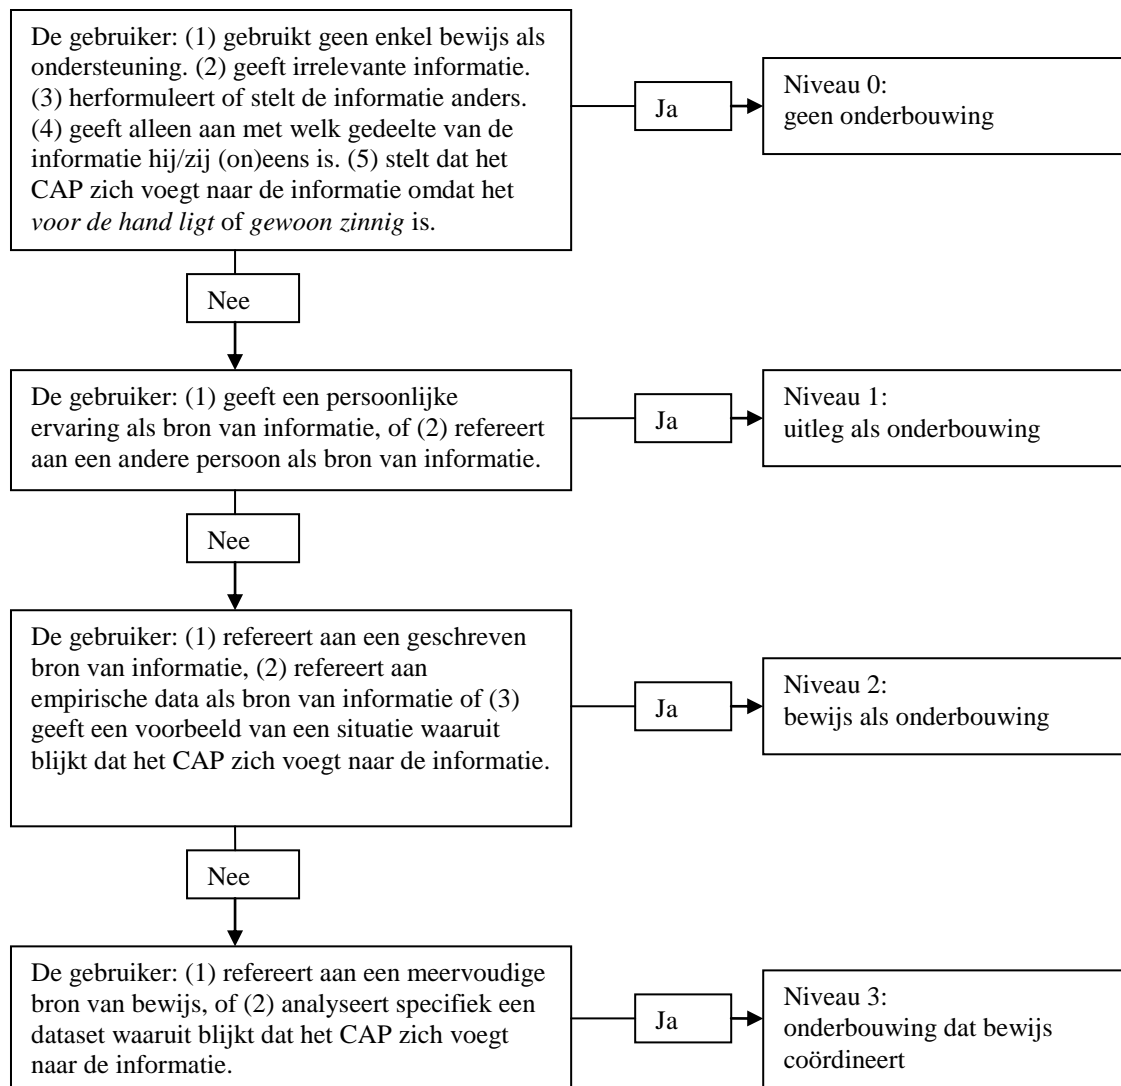 De gebruiker: (1) gebruikt geen enkel bewijs als
ondersteuning. (2) geeft irrelevante informatie.
(3) herformuleert of stelt de informatie anders.
(4) geeft alleen aan met welk gedeelte van de
informatie hij/zij (on)eens is. (5) stelt dat het
CAP zich voegt naar de informatie omdat het
voor de hand ligt of gewoon zinnig is.
Ja
Niveau 0:
geen onderbouwing
Nee
De gebruiker: (1) geeft een persoonlijke
ervaring als bron van informatie, of (2) refereert
aan een andere persoon als bron van informatie.
Ja
Niveau 1:
uitleg als onderbouwing
Nee
De gebruiker: (1) refereert aan een geschreven
bron van informatie, (2) refereert aan
empirische data als bron van informatie of (3)
geeft een voorbeeld van een situatie waaruit
blijkt dat het CAP zich voegt naar de informatie.
Ja
Niveau 2:
bewijs als onderbouwing
Nee
De gebruiker: (1) refereert aan een meervoudige
bron van bewijs, of (2) analyseert specifiek een
dataset waaruit blijkt dat het CAP zich voegt
naar de informatie.
Ja
Niveau 3:
onderbouwing dat bewijs
coördineert